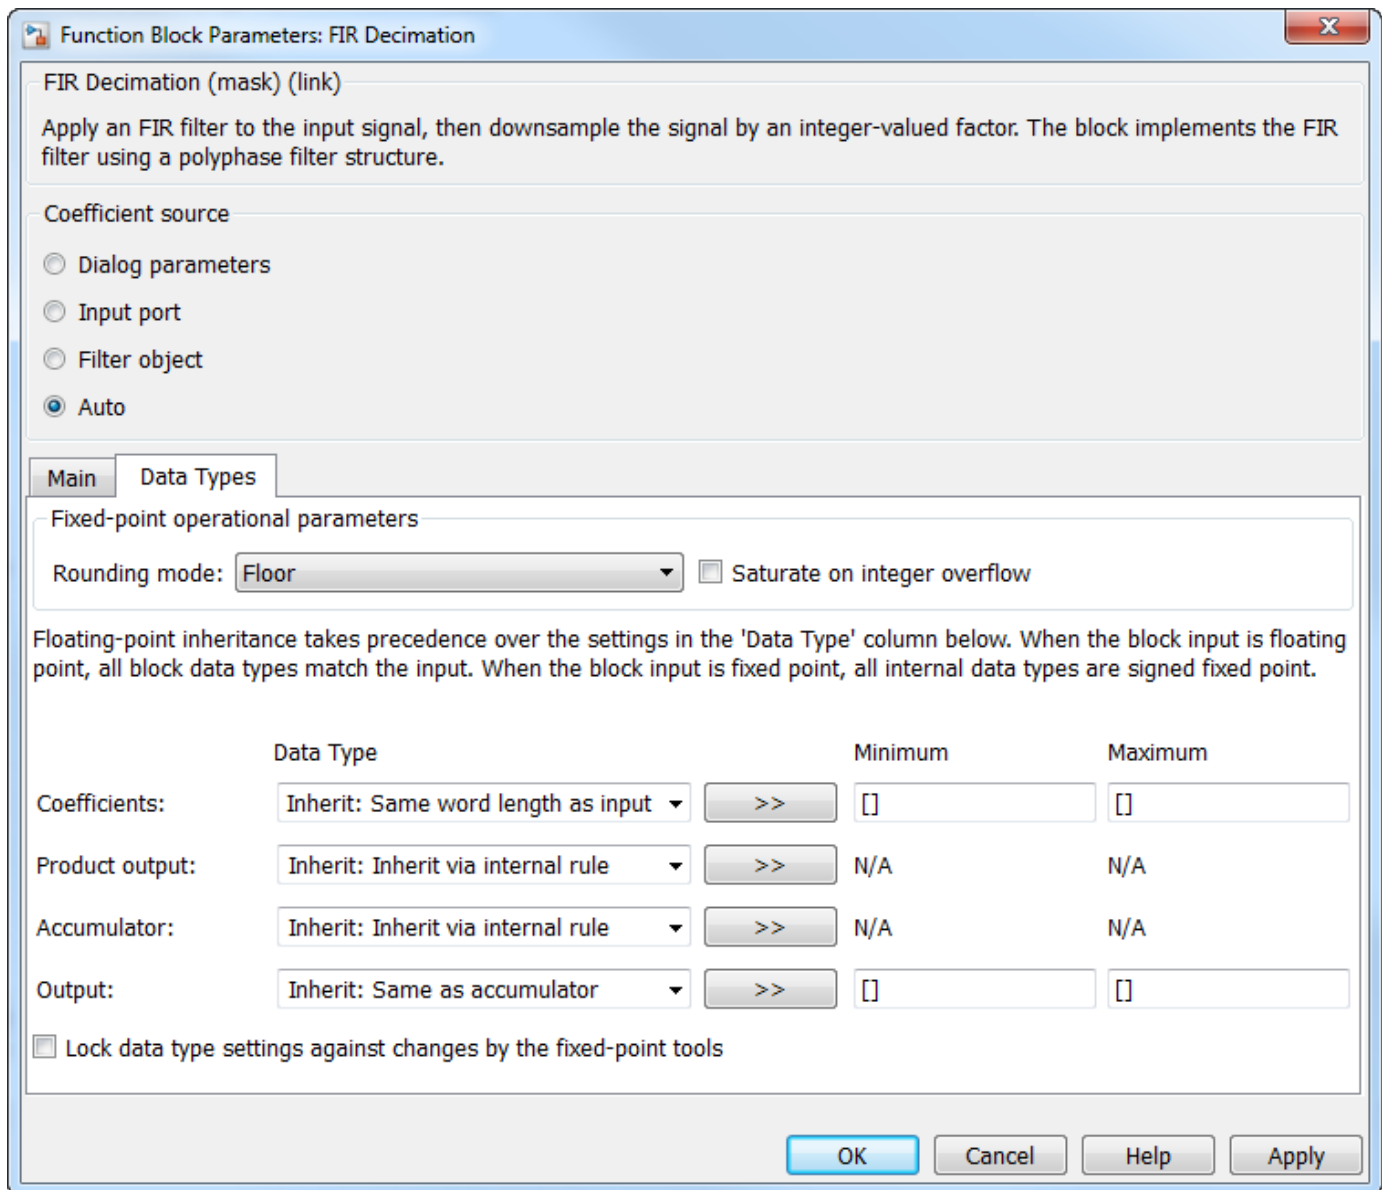 Function Block Parameters: FIR Decimation
FIR Decimation (mask) (link)
Apply an FIR filter to the input signal, then downsample the signal by an integer-valued factor. The block implements the FIR
filter using a polyphase filter structure.
Coefficient source
Dialog parameters
Input port
Filter object
Auto
Main Data Types
Fixed-point operational parameters
Rounding mode: Floor Saturate on integer overflow
Floating-point inheritance takes precedence over the settings in the 'Data Type' column below. When the block input is floating
point, all block data types match the input. When the block input is fixed point, all internal data types are signed fixed point.
Data Type Minimum Maximum
Coefficients: Inherit: Same word length as input >> [] []
Product output: Inherit: Inherit via internal rule >> N/A N/A
Accumulator: Inherit: Inherit via internal rule >> N/A N/A
Output: Inherit: Same as accumulator >> [] []
Lock data type settings against changes by the fixed-point tools
OK Cancel Help Apply